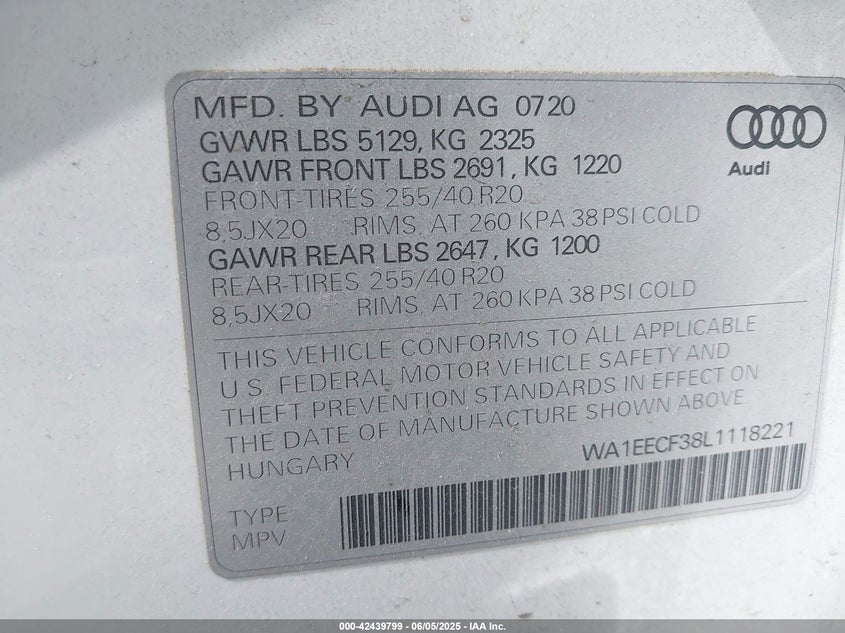 MFD. BY AUDI AG 0720
GVWR LBS 5129, KG 2325
GAWR FRONT LBS 2691, KG 1220
FRONT-TIRES 255/40 R20
8,5JX20 RIMS, AT 260 KPA 38 PSI COLD
GAWR REAR LBS 2647, KG 1200
REAR-TIRES 255/40 R20
8,5JX20 RIMS, AT 260 KPA 38 PSI COLD
Audi
THIS VEHICLE CONFORMS TO ALL APPLICABLE
U.S. FEDERAL MOTOR VEHICLE SAFETY AND
THEFT PREVENTION STANDARDS IN EFFECT ON
THE DATE OF MANUFACTURE SHOWN ABOVE
HUNGARY
WA1EECF38L1118221
TYPE
MPV
000-42439799 - 06/05/2025 - IAA Inc.